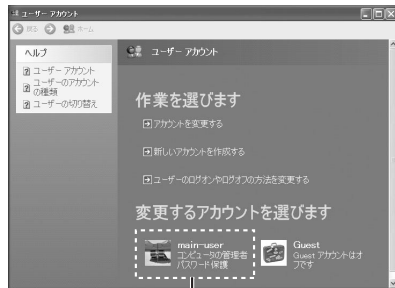 ユーザー アカウント
戻る
ホーム
ヘルプ
ユーザー アカウント
ユーザーのアカウント
の種類
ユーザーの切り替え
ユーザー アカウント
作業を選びます
アカウントを変更する
新しいアカウントを作成する
ユーザーのログオンやログオフの方法を変更する
変更するアカウントを選びます
main-user
コンピュータの管理者
パスワード保護
Guest
Guest アカウントはオ
フです